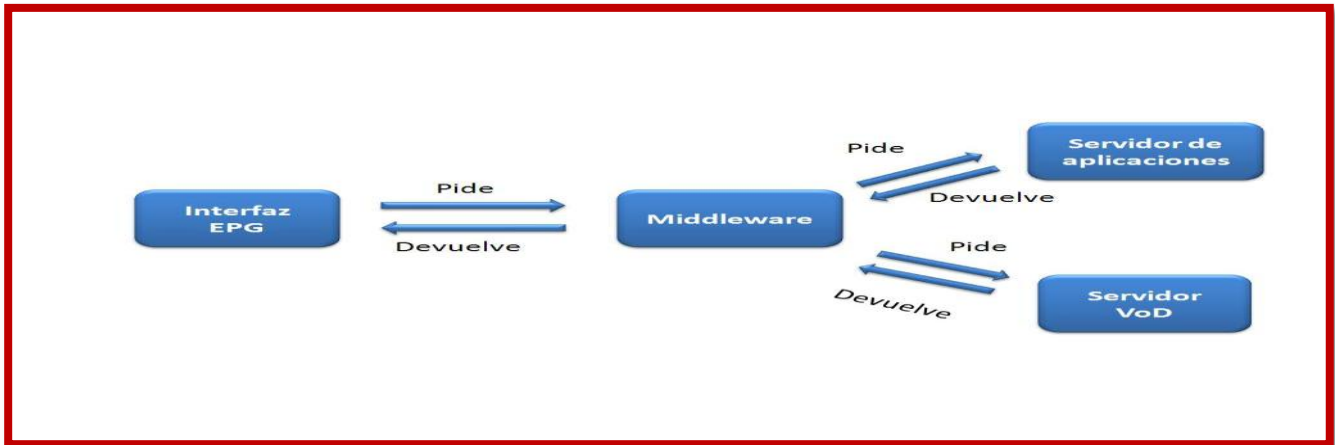 Interfaz
EPG
Pide
Devuelve
Middleware
Pide
Devuelve
Servidor de
aplicaciones
Pide
Devuelve
Servidor
VoD